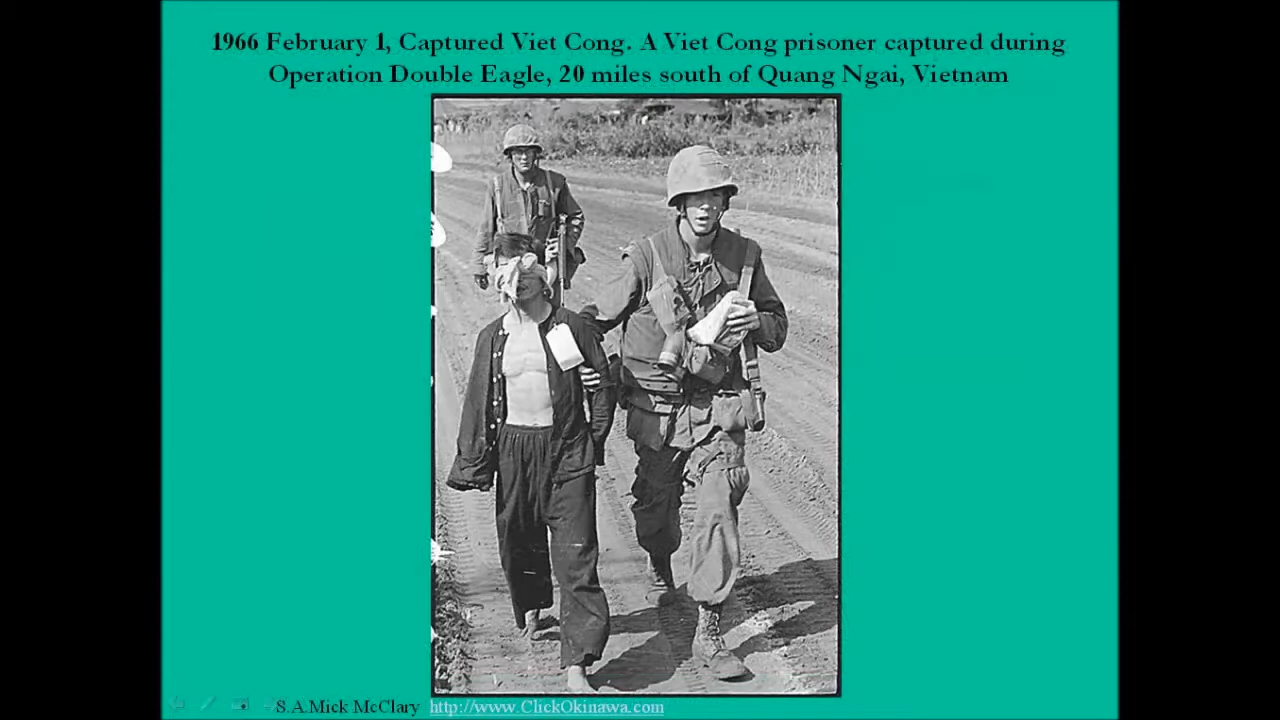 1966 February 1, Captured Viet Cong. A Viet Cong prisoner captured during
Operation Double Eagle, 20 miles south of Quang Ngai, Vietnam
S.A.Mick McClary http://www.ClickOkinawa.com